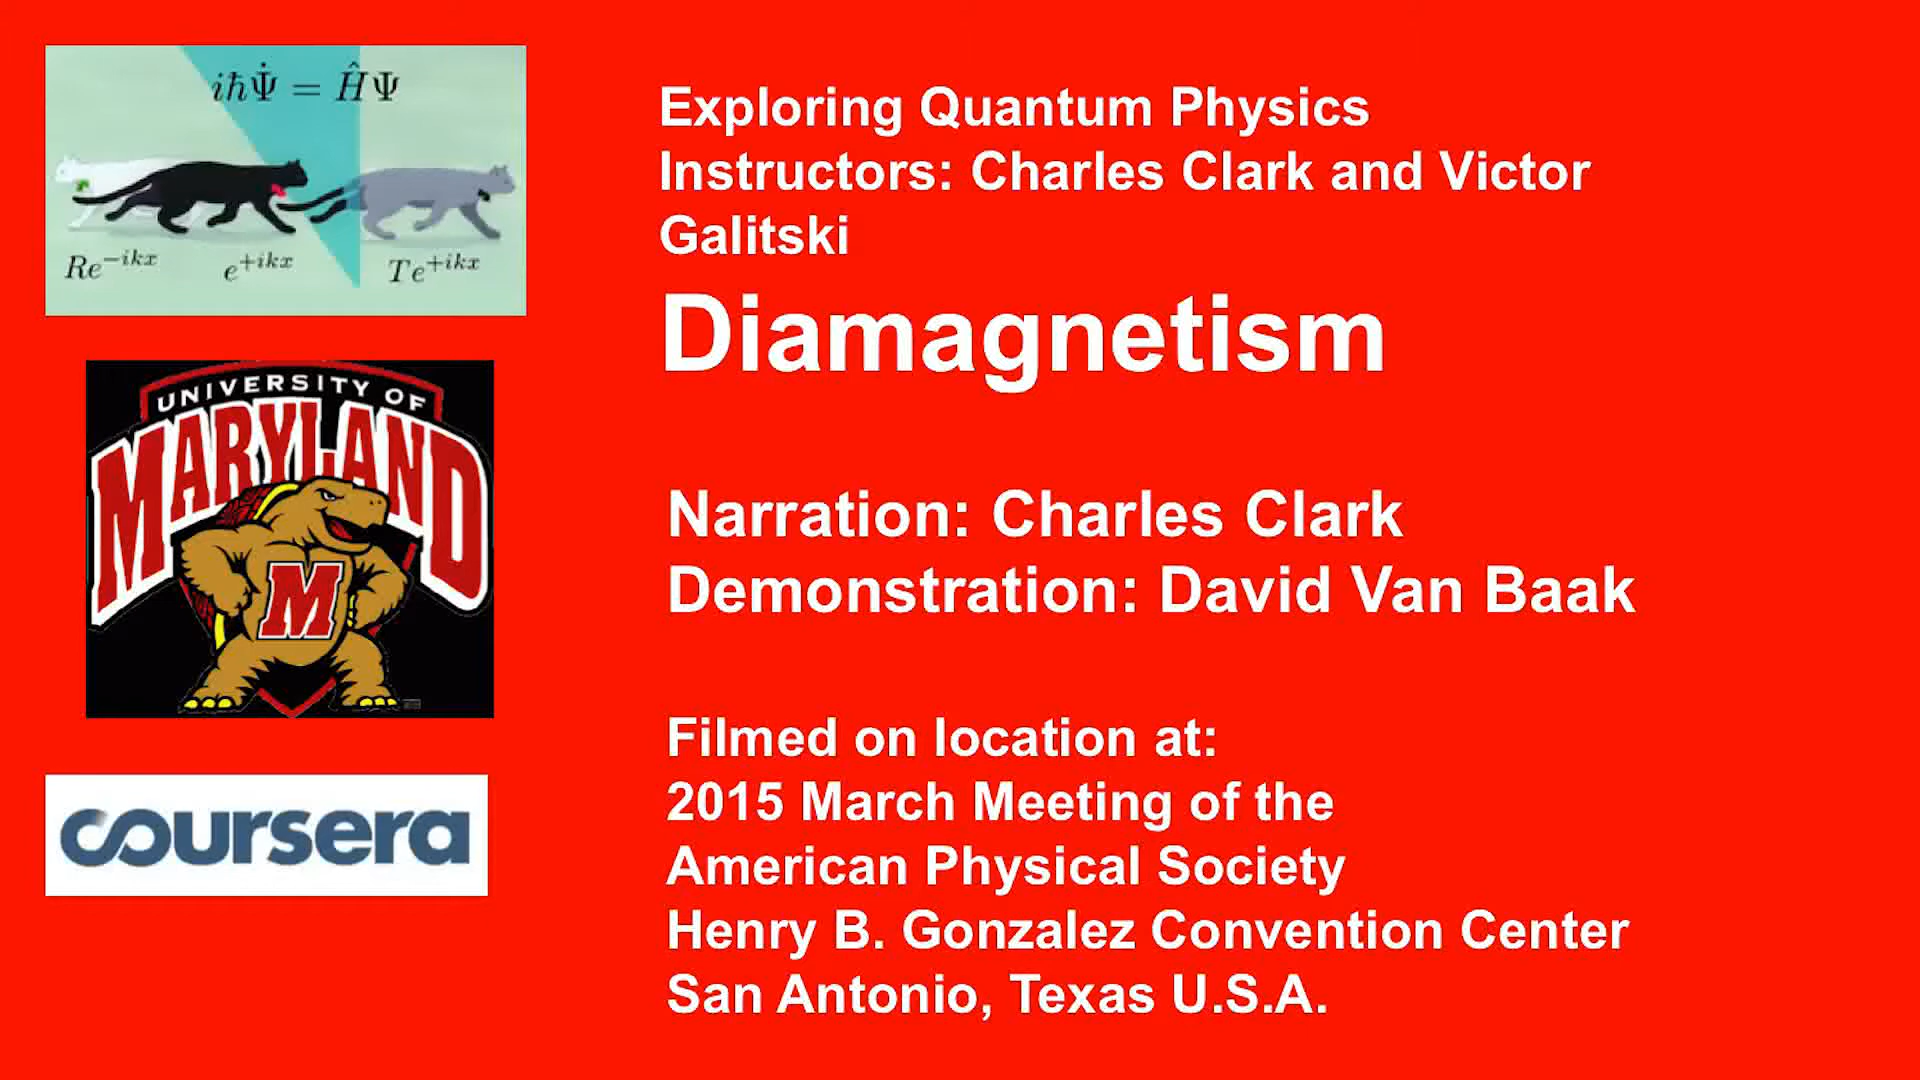 iħΨ̇ = ĤΨ
Re⁻ⁱᵏˣ e⁺ⁱᵏˣ Te⁺ⁱᵏˣ
UNIVERSITY OF
MARYLAND
M
coursera
Exploring Quantum Physics
Instructors: Charles Clark and Victor
Galitski
Diamagnetism
Narration: Charles Clark
Demonstration: David Van Baak
Filmed on location at:
2015 March Meeting of the
American Physical Society
Henry B. Gonzalez Convention Center
San Antonio, Texas U.S.A.